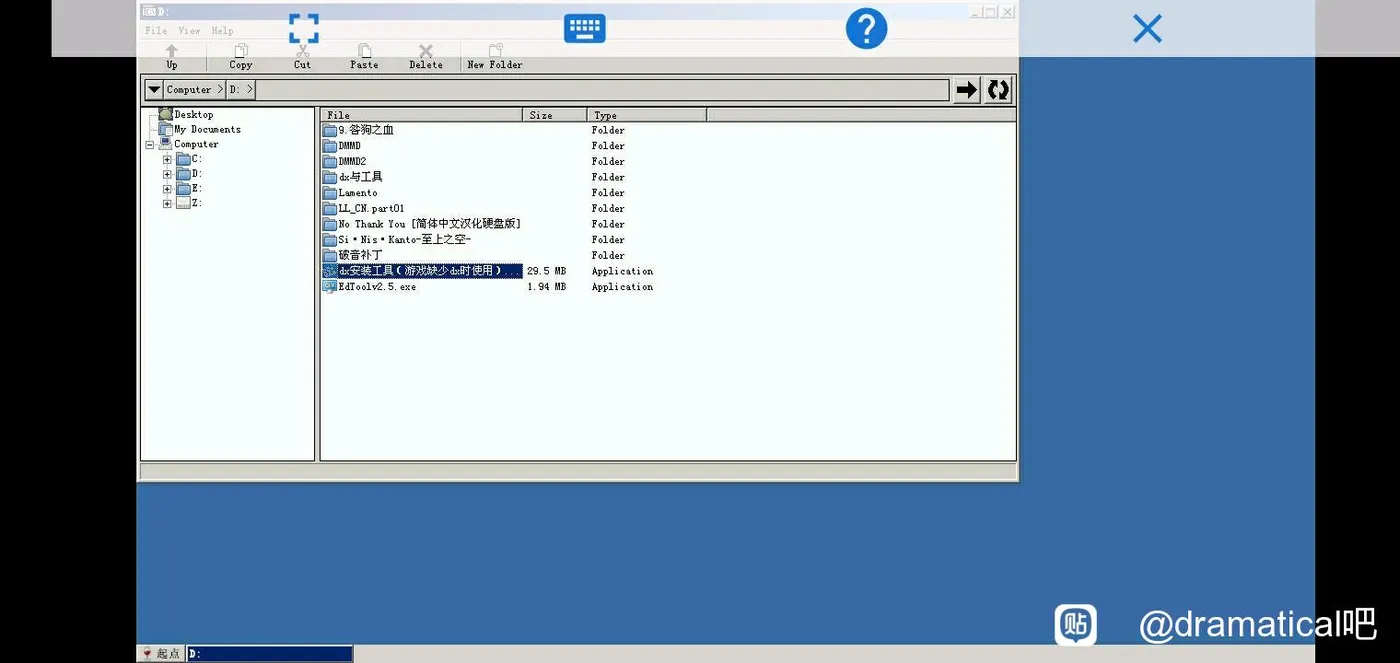 D:
File View Help
Up Copy Cut Paste Delete New Folder
Computer > D: >
Desktop
My Documents
Computer
C:
D:
E:
Z:
File Size Type
9.咎狗之血 Folder
DMMD Folder
DMMD2 Folder
dx与工具 Folder
Lamento Folder
LL_CN.part01 Folder
No Thank You [简体中文汉化硬盘版] Folder
Si·Nis·Kanto-至上之空- Folder
破音补丁 Folder
dx安装工具(游戏缺少dx时使用)... 29.5 MB Application
EdToolv2.5.exe 1.94 MB Application
贴 @dramatical吧
起点 D: